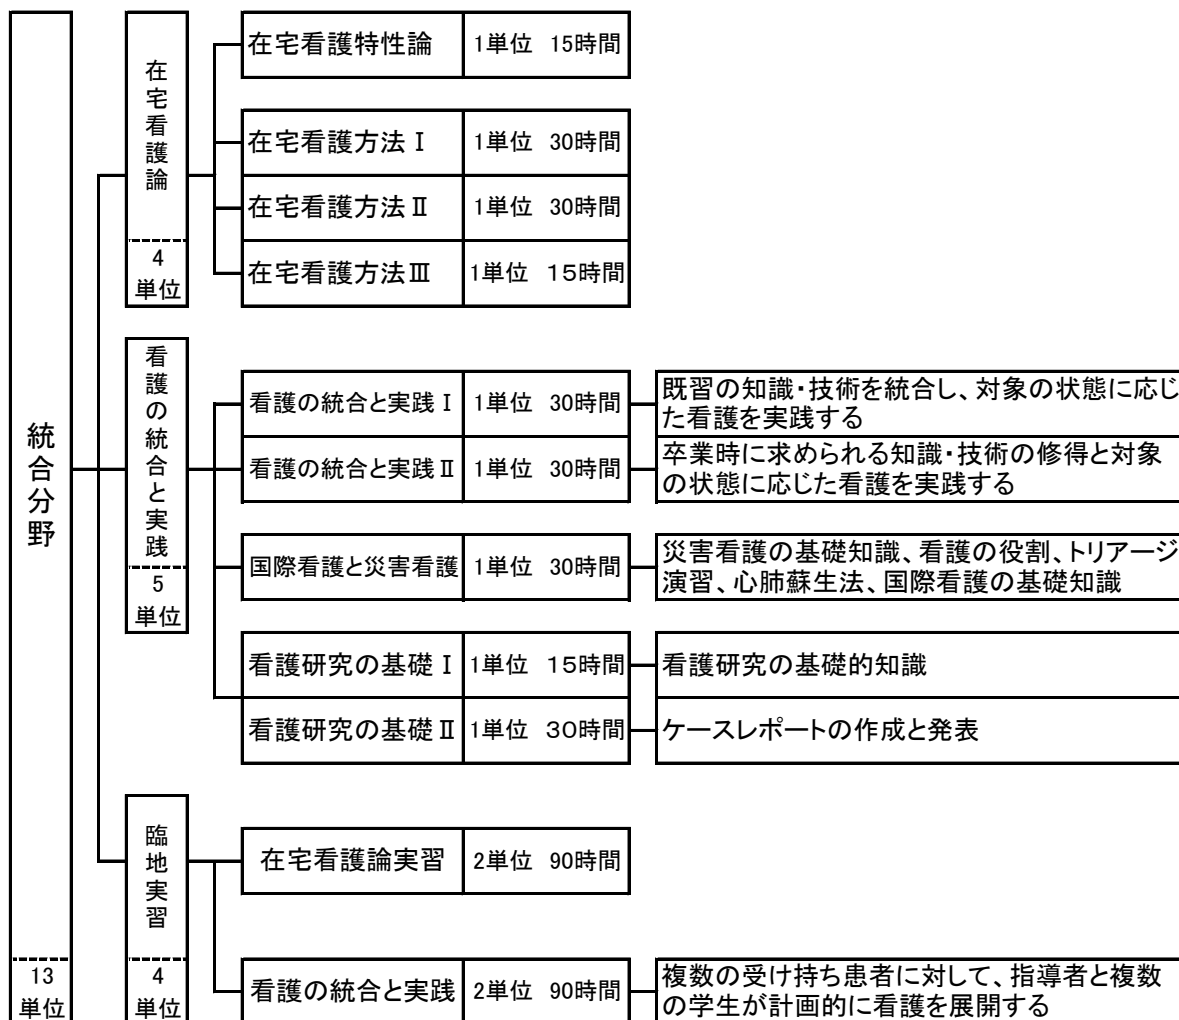 統合分野
13
単位
在宅看護論
4
単位
在宅看護特性論 1単位 15時間
在宅看護方法Ⅰ 1単位 30時間
在宅看護方法Ⅱ 1単位 30時間
在宅看護方法Ⅲ 1単位 15時間
看護の統合と実践
5
単位
看護の統合と実践Ⅰ 1単位 30時間
既習の知識・技術を統合し、対象の状態に応じ
た看護を実践する
看護の統合と実践Ⅱ 1単位 30時間
卒業時に求められる知識・技術の修得と対象
の状態に応じた看護を実践する
国際看護と災害看護 1単位 30時間
災害看護の基礎知識、看護の役割、トリアージ
演習、心肺蘇生法、国際看護の基礎知識
看護研究の基礎Ⅰ 1単位 15時間
看護研究の基礎的知識
看護研究の基礎Ⅱ 1単位 30時間
ケースレポートの作成と発表
臨地実習
4
単位
在宅看護論実習 2単位 90時間
看護の統合と実践 2単位 90時間
複数の受け持ち患者に対して、指導者と複数
の学生が計画的に看護を展開する